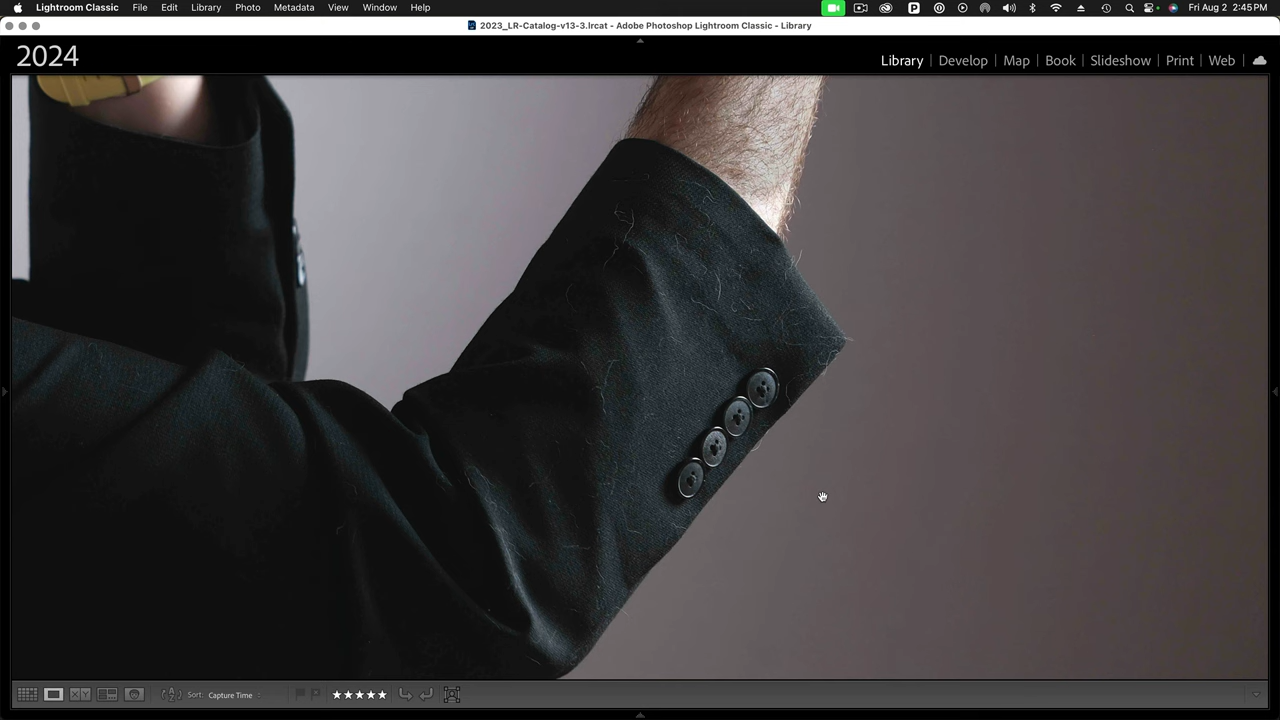 Lightroom Classic File Edit Library Photo Metadata View Window Help Fri Aug 2 2:45 PM
2023_LR-Catalog-v13-3.lrcat - Adobe Photoshop Lightroom Classic - Library
2024 Library | Develop | Map | Book | Slideshow | Print | Web
Sort: Capture Time